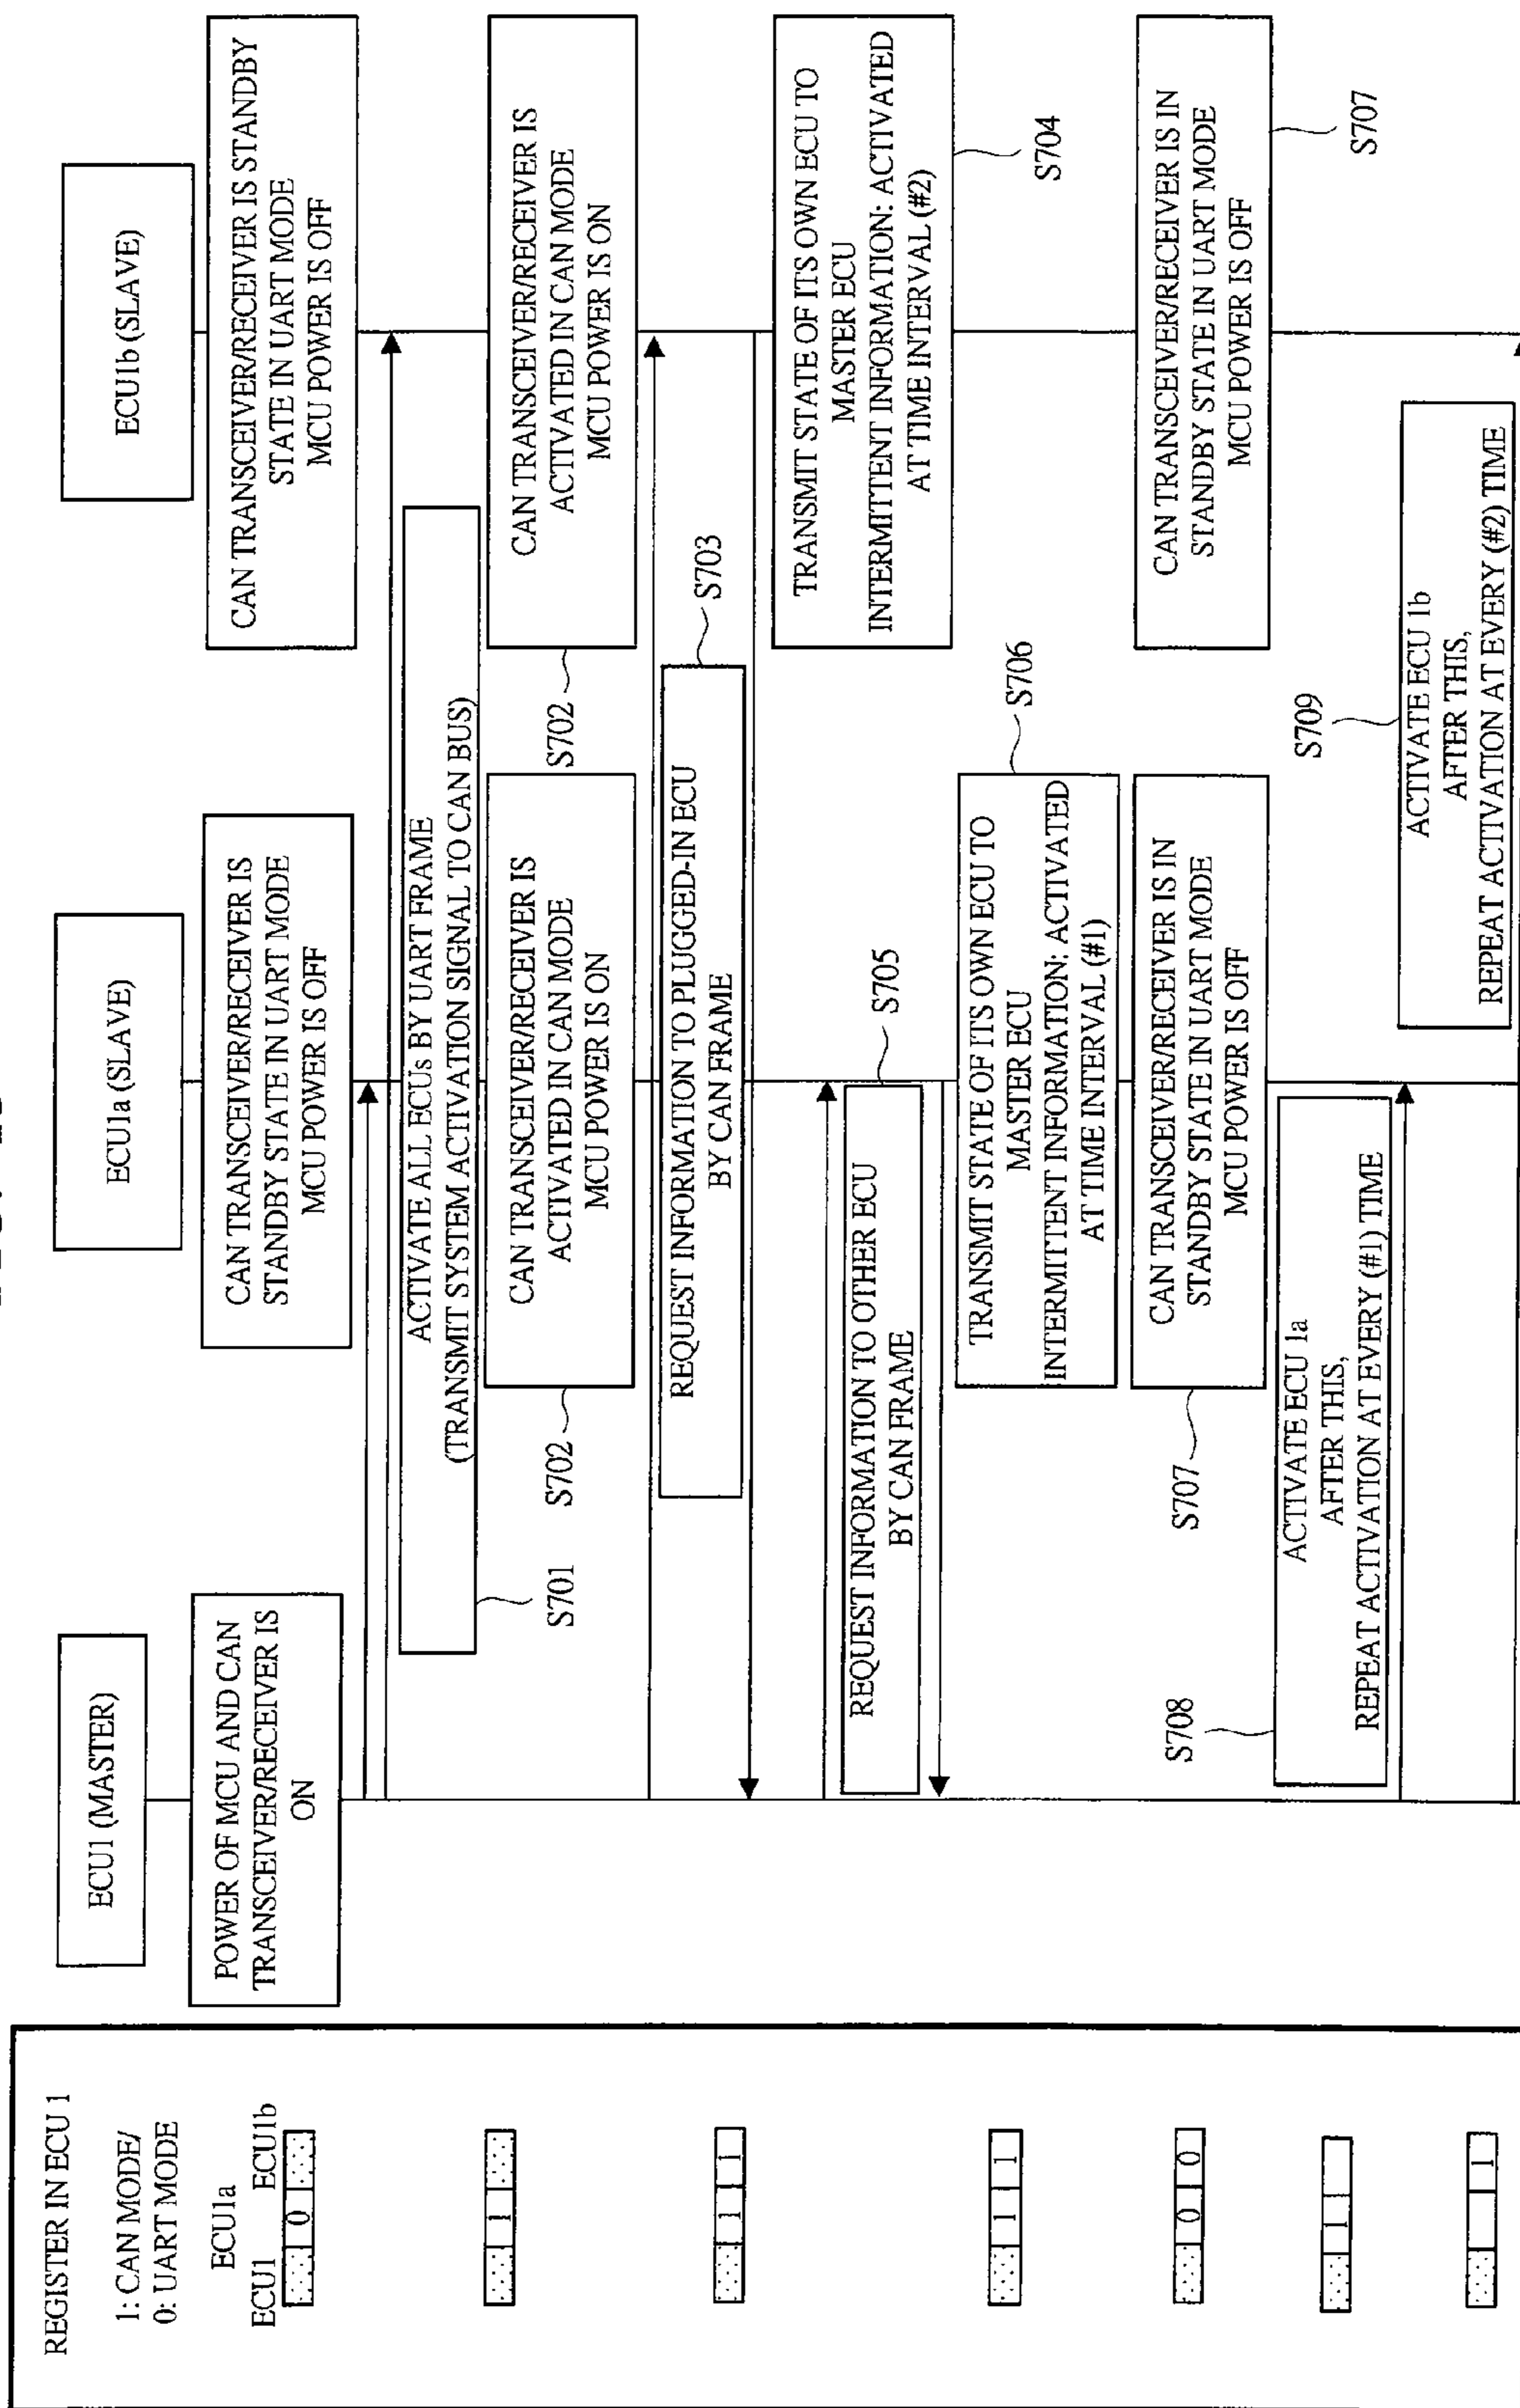 REGISTER IN ECU 1
1: CAN MODE/
0: UART MODE
ECU1a
ECU1 ECU1b
0
1
1 1
1 1
0 0
1
1
ECU1 (MASTER)
POWER OF MCU AND CAN
TRANSCEIVER/RECEIVER IS
ON
ECU1a (SLAVE)
CAN TRANSCEIVER/RECEIVER IS
STANDBY STATE IN UART MODE
MCU POWER IS OFF
ECU1b (SLAVE)
CAN TRANSCEIVER/RECEIVER IS STANDBY
STATE IN UART MODE
MCU POWER IS OFF
ACTIVATE ALL ECUs BY UART FRAME
(TRANSMIT SYSTEM ACTIVATION SIGNAL TO CAN BUS)
S701
CAN TRANSCEIVER/RECEIVER IS
ACTIVATED IN CAN MODE
MCU POWER IS ON
S702
CAN TRANSCEIVER/RECEIVER IS
ACTIVATED IN CAN MODE
MCU POWER IS ON
S702
REQUEST INFORMATION TO PLUGGED-IN ECU
BY CAN FRAME
S703
TRANSMIT STATE OF ITS OWN ECU TO
MASTER ECU
INTERMITTENT INFORMATION: ACTIVATED
AT TIME INTERVAL (#2)
S704
REQUEST INFORMATION TO OTHER ECU
BY CAN FRAME
S705
TRANSMIT STATE OF ITS OWN ECU TO
MASTER ECU
INTERMITTENT INFORMATION: ACTIVATED
AT TIME INTERVAL (#1)
S706
CAN TRANSCEIVER/RECEIVER IS IN
STANDBY STATE IN UART MODE
MCU POWER IS OFF
S707
CAN TRANSCEIVER/RECEIVER IS IN
STANDBY STATE IN UART MODE
MCU POWER IS OFF
S707
ACTIVATE ECU 1a
AFTER THIS,
REPEAT ACTIVATION AT EVERY (#1) TIME
S708
ACTIVATE ECU 1b
AFTER THIS,
REPEAT ACTIVATION AT EVERY (#2) TIME
S709